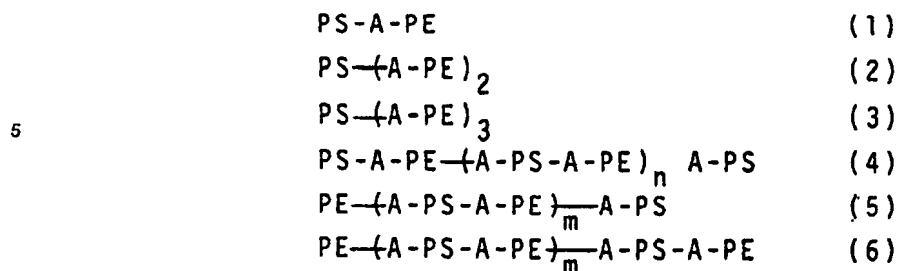 PS-A-PE (1)
PS-(A-PE)2 (2)
5 PS-(A-PE)3 (3)
PS-A-PE-(A-PS-A-PE)n A-PS (4)
PE-(A-PS-A-PE)m-A-PS (5)
PE-(A-PS-A-PE)m-A-PS-A-PE (6)